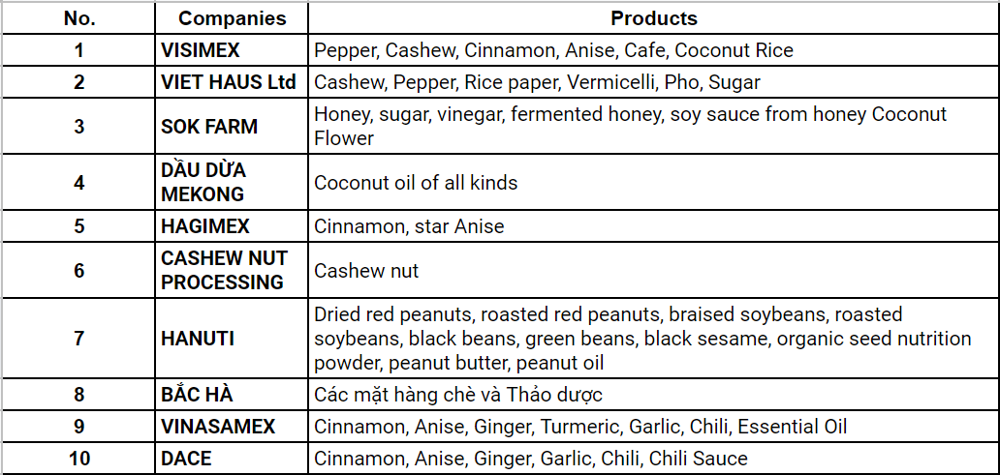 No. Companies Products
1 VISIMEX Pepper, Cashew, Cinnamon, Anise, Cafe, Coconut Rice
2 VIET HAUS Ltd Cashew, Pepper, Rice paper, Vermicelli, Pho, Sugar
3 SOK FARM Honey, sugar, vinegar, fermented honey, soy sauce from honey Coconut
Flower
4 DẦU DỪA
MEKONG Coconut oil of all kinds
5 HAGIMEX Cinnamon, star Anise
6 CASHEW NUT
PROCESSING Cashew nut
7 HANUTI Dried red peanuts, roasted red peanuts, braised soybeans, roasted
soybeans, black beans, green beans, black sesame, organic seed nutrition
powder, peanut butter, peanut oil
8 BẮC HÀ Các mặt hàng chè và Thảo dược
9 VINASAMEX Cinnamon, Anise, Ginger, Turmeric, Garlic, Chili, Essential Oil
10 DACE Cinnamon, Anise, Ginger, Garlic, Chili, Chili Sauce